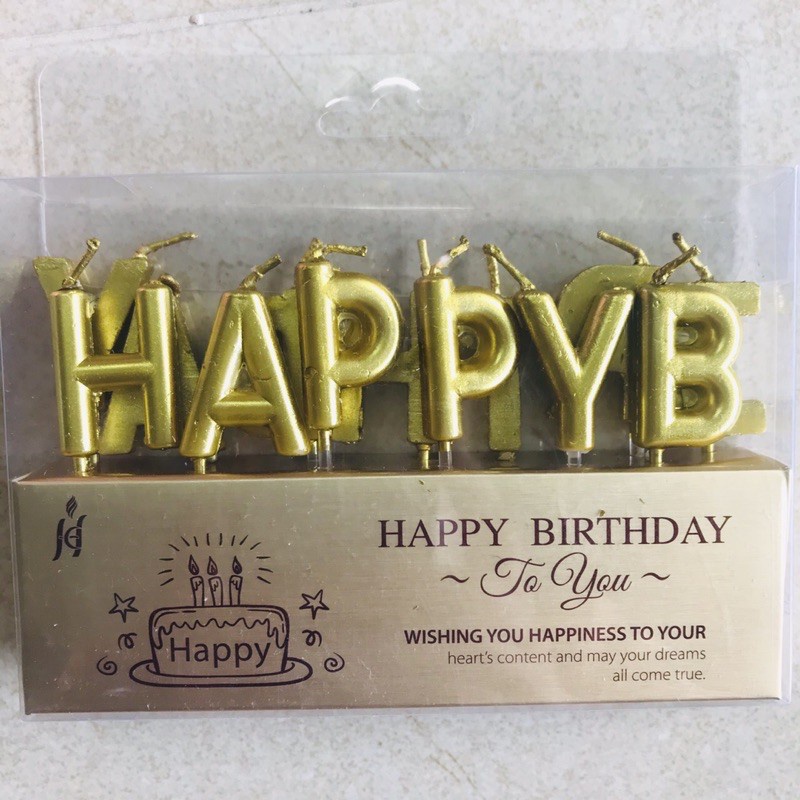 HAPPYB
HAPPY BIRTHDAY
~ To You ~
Happy
WISHING YOU HAPPINESS TO YOUR
heart's content and may your dreams
all come true.